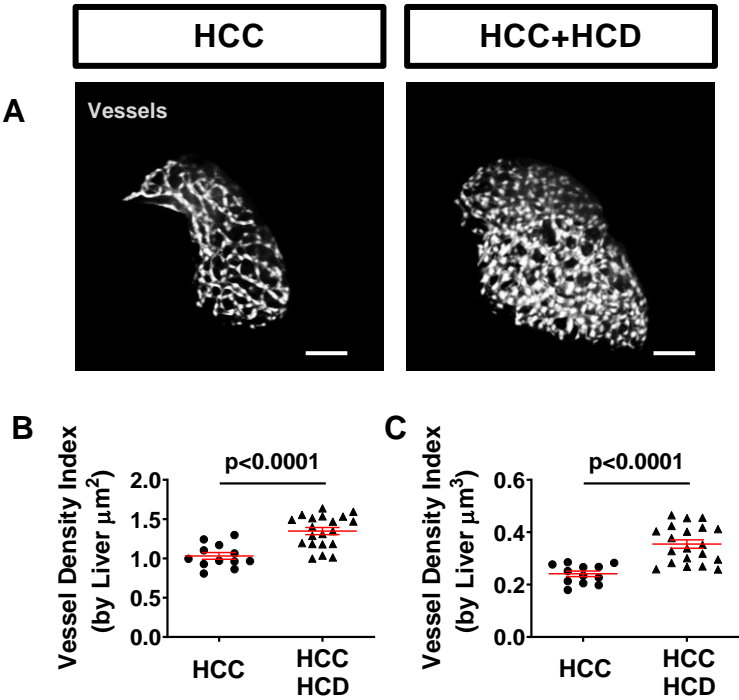 HCC
HCC+HCD
A
Vessels
B
Vessel Density Index
(by Liver μm²)
2.0
1.5
1.0
0.5
0.0
p<0.0001
HCC
HCC
HCD
C
Vessel Density Index
(by Liver μm³)
0.6
0.4
0.2
0.0
p<0.0001
HCC
HCC
HCD